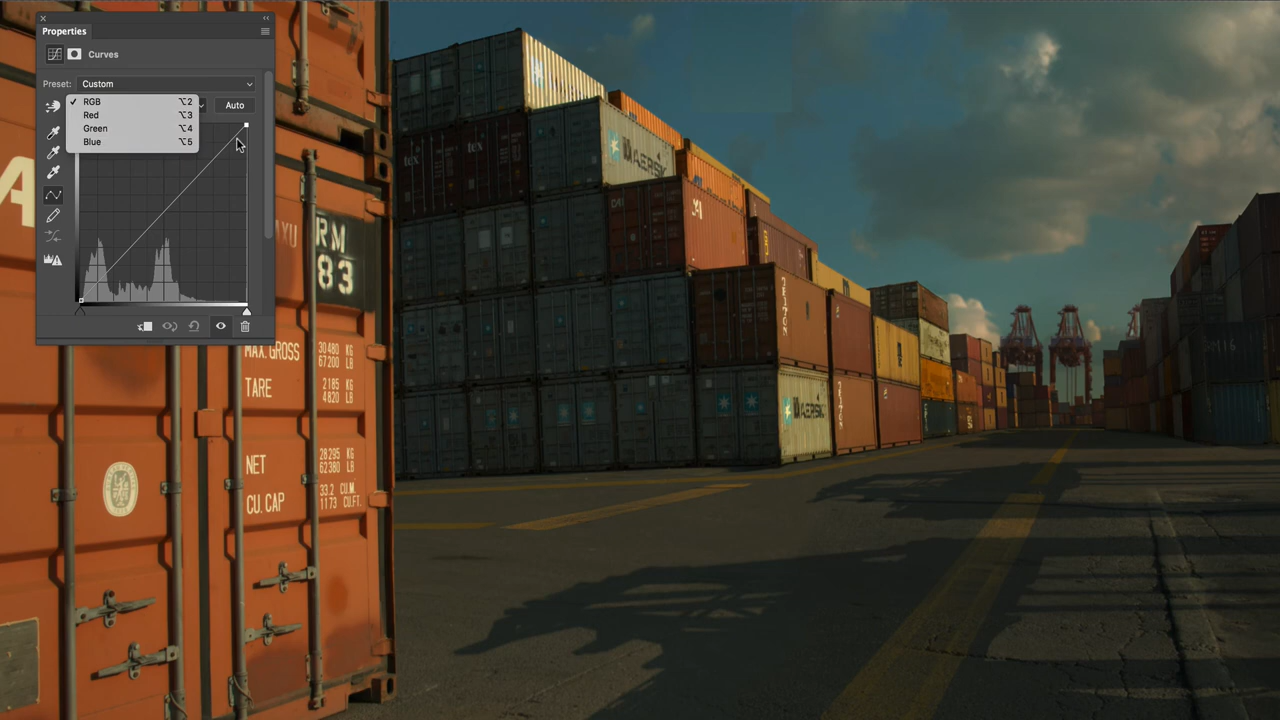 Properties
Curves
Preset: Custom
RGB ⌥2
Auto
Red ⌥3
Green ⌥4
Blue ⌥5
RM
83
MAX. GROSS 30480 KG
67200 LB
TARE 2185 KG
4820 LB
NET 28295 KG
62380 LB
CU. CAP 33.2 CU.M.
1173 CU.FT.
MAERSK
MAERSK